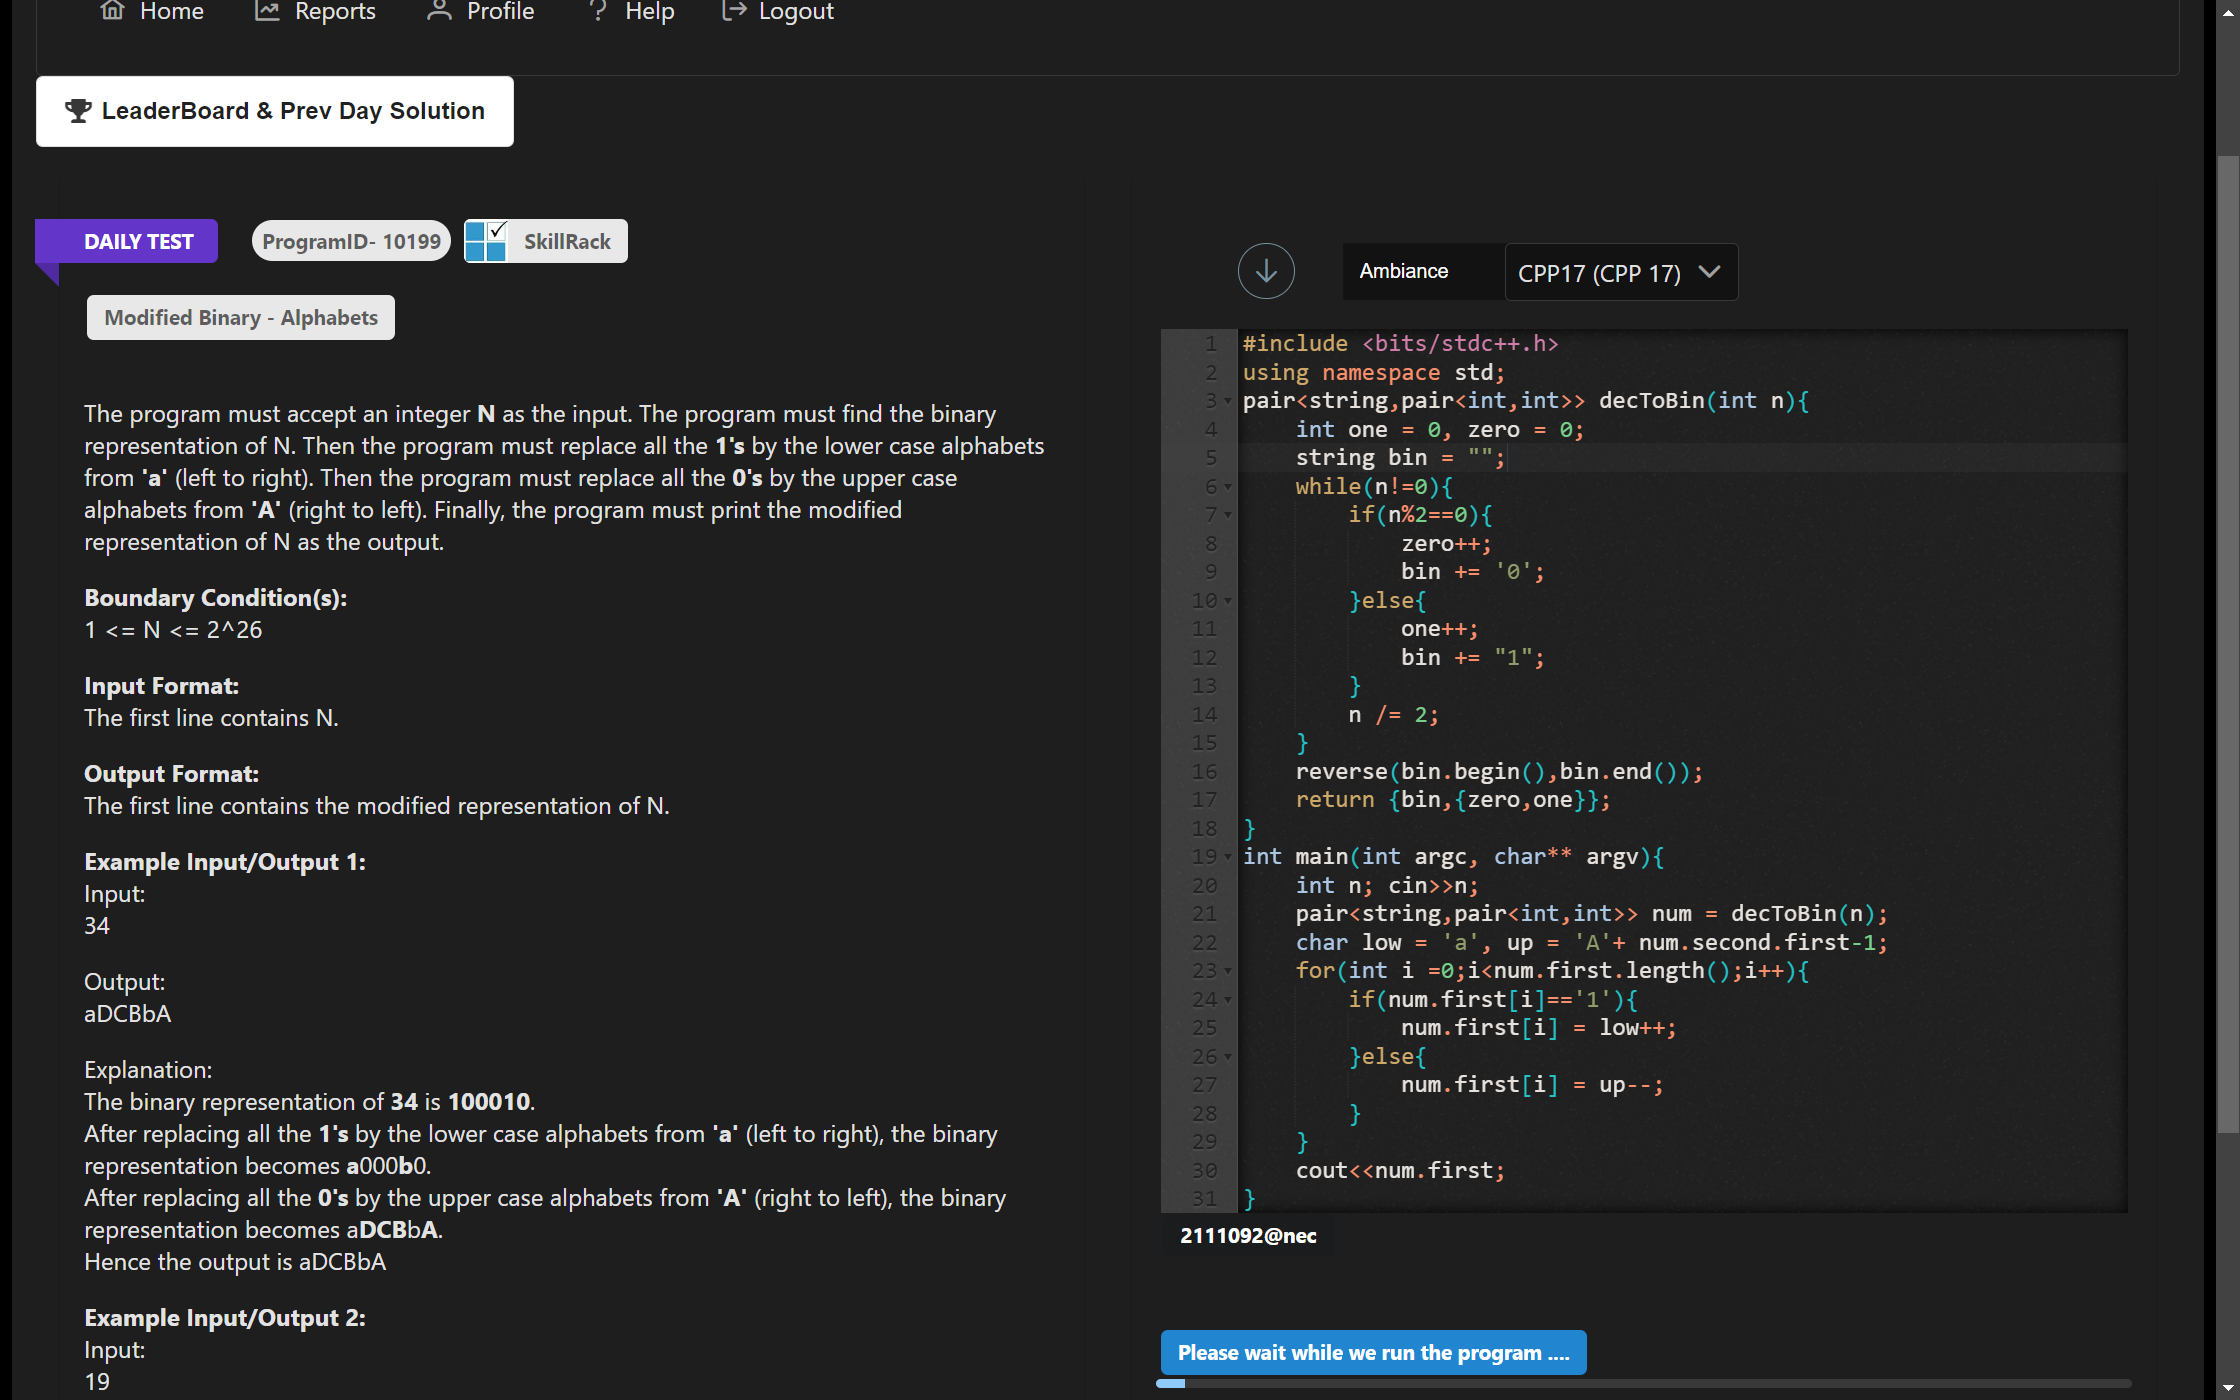 Home Reports Profile ? Help Logout
LeaderBoard & Prev Day Solution
DAILY TEST ProgramID- 10199 SkillRack
Modified Binary - Alphabets
The program must accept an integer N as the input. The program must find the binary
representation of N. Then the program must replace all the 1's by the lower case alphabets
from 'a' (left to right). Then the program must replace all the 0's by the upper case
alphabets from 'A' (right to left). Finally, the program must print the modified
representation of N as the output.
Boundary Condition(s):
1 <= N <= 2^26
Input Format:
The first line contains N.
Output Format:
The first line contains the modified representation of N.
Example Input/Output 1:
Input:
34
Output:
aDCBbA
Explanation:
The binary representation of 34 is 100010.
After replacing all the 1's by the lower case alphabets from 'a' (left to right), the binary
representation becomes a000b0.
After replacing all the 0's by the upper case alphabets from 'A' (right to left), the binary
representation becomes aDCBbA.
Hence the output is aDCBbA
Example Input/Output 2:
Input:
19
Ambiance CPP17 (CPP 17)
1 #include <bits/stdc++.h>
2 using namespace std;
3 pair<string,pair<int,int>> decToBin(int n){
4 int one = 0, zero = 0;
5 string bin = "";
6 while(n!=0){
7 if(n%2==0){
8 zero++;
9 bin += '0';
10 }else{
11 one++;
12 bin += "1";
13 }
14 n /= 2;
15 }
16 reverse(bin.begin(),bin.end());
17 return {bin,{zero,one}};
18 }
19 int main(int argc, char** argv){
20 int n; cin>>n;
21 pair<string,pair<int,int>> num = decToBin(n);
22 char low = 'a', up = 'A'+ num.second.first-1;
23 for(int i =0;i<num.first.length();i++){
24 if(num.first[i]=='1'){
25 num.first[i] = low++;
26 }else{
27 num.first[i] = up--;
28 }
29 }
30 cout<<num.first;
31 }
2111092@nec
Please wait while we run the program ....